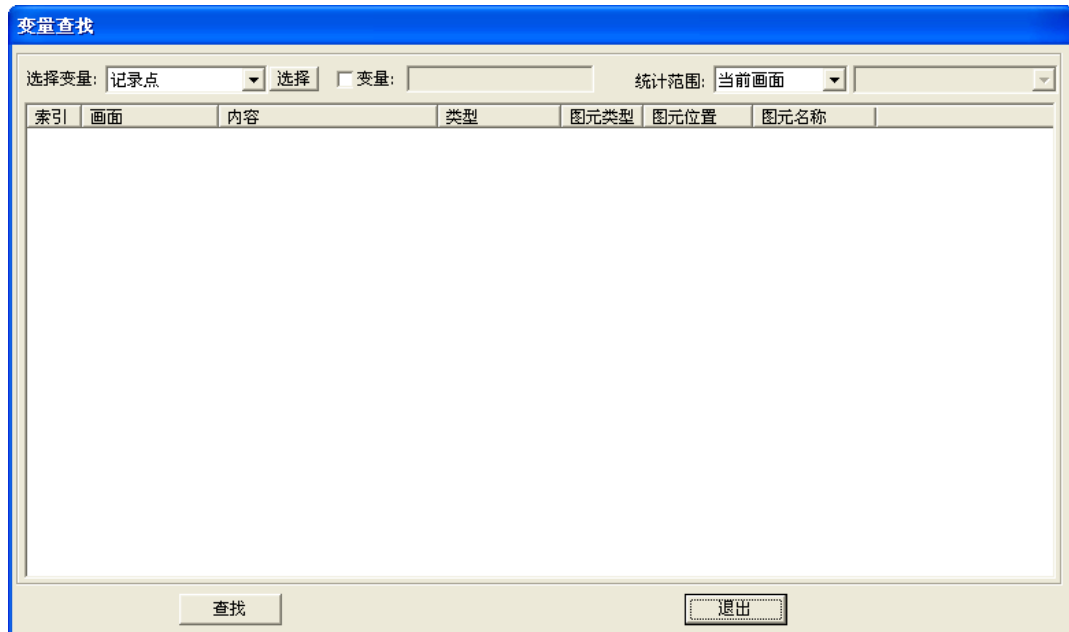 变量查找
选择变量: 记录点 选择 变量: 统计范围: 当前画面
索引 画面 内容 类型 图元类型 图元位置 图元名称
查找 退出